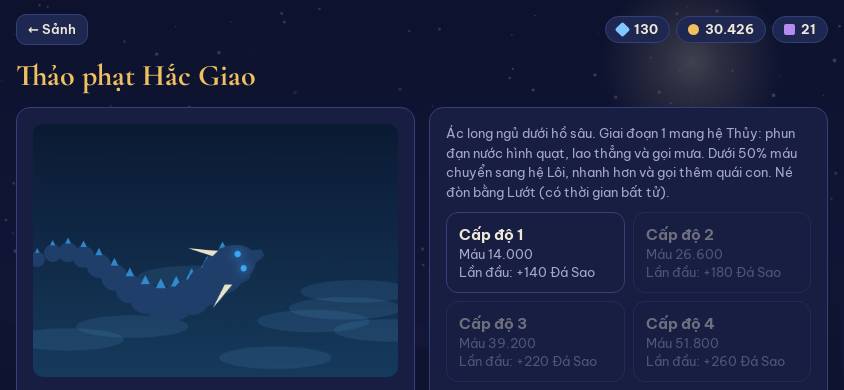 ← Sảnh
130
30.426
21
Thảo phạt Hắc Giao
Ác long ngủ dưới hồ sâu. Giai đoạn 1 mang hệ Thủy: phun
đạn nước hình quạt, lao thẳng và gọi mưa. Dưới 50% máu
chuyển sang hệ Lôi, nhanh hơn và gọi thêm quái con. Né
đòn bằng Lướt (có thời gian bất tử).
Cấp độ 1
Máu 14.000
Lần đầu: +140 Đá Sao
Cấp độ 2
Máu 26.600
Lần đầu: +180 Đá Sao
Cấp độ 3
Máu 39.200
Lần đầu: +220 Đá Sao
Cấp độ 4
Máu 51.800
Lần đầu: +260 Đá Sao